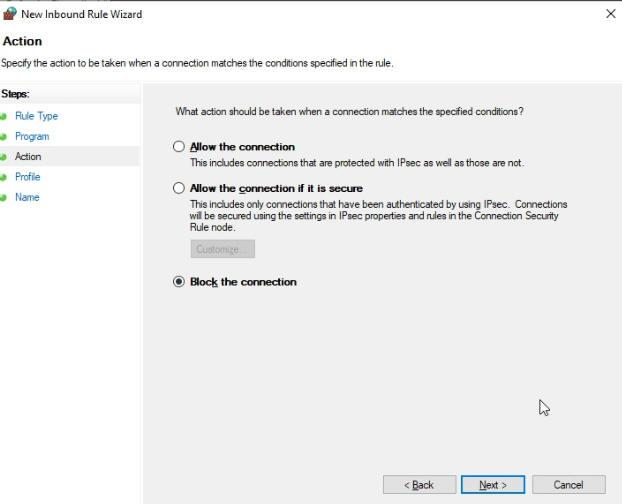 New Inbound Rule Wizard
Action
Specify the action to be taken when a connection matches the conditions specified in the rule.
Steps:
Rule Type
Program
Action
Profile
Name
What action should be taken when a connection matches the specified conditions?
Allow the connection
This includes connections that are protected with IPsec as well as those are not.
Allow the connection if it is secure
This includes only connections that have been authenticated by using IPsec. Connections
will be secured using the settings in IPsec properties and rules in the Connection Security
Rule node.
Customize...
Block the connection
< Back
Next >
Cancel